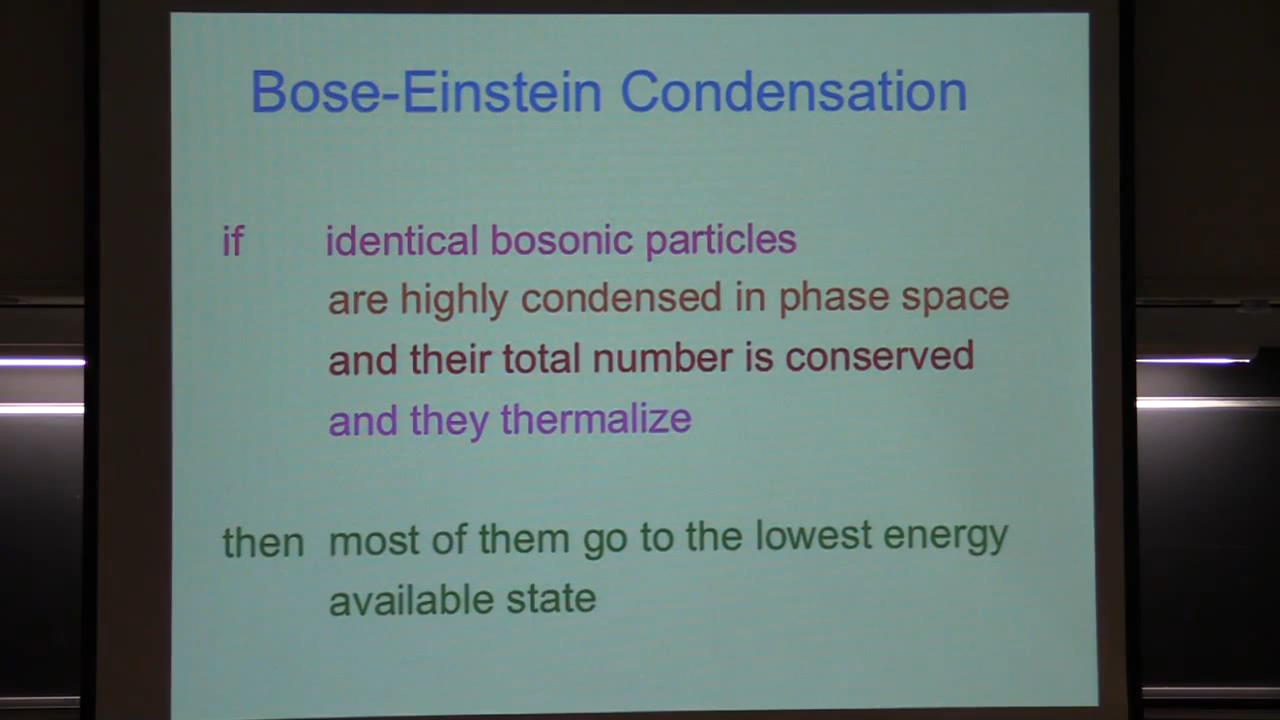 Bose-Einstein Condensation
if identical bosonic particles
are highly condensed in phase space
and their total number is conserved
and they thermalize
then most of them go to the lowest energy
available state